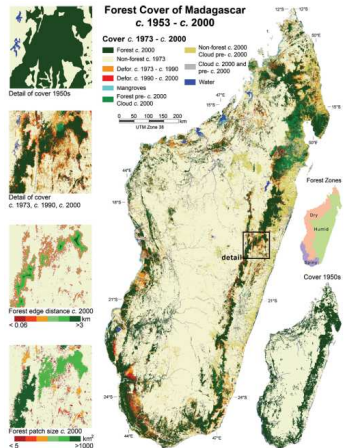 Forest Cover of Madagascar
c. 1953 - c. 2000
Cover c. 1973 - c. 2000
Forest c. 2000
Non-forest c. 1973
Defor. c. 1973 - c. 1990
Defor. c. 1990 - c. 2000
Mangroves
Forest pre- c. 2000
Cloud c. 2000
Non-forest c. 2000
Cloud pre- c. 2000
Cloud c. 2000 and
pre- c. 2000
Water
0 50 100 150 200
km
UTM Zone 38
Detail of cover 1950s
Detail of cover
c. 1973, c. 1990, c. 2000
Forest edge distance c. 2000
km
< 0.06 >3
Forest patch size c. 2000
km²
< 5 >1000
detail
Forest Zones
Dry
Humid
Spiny
Cover 1950s
12°S
12°S
15°S
15°S
18°S
21°S
21°S
24°S
24°S
44°E
47°E
50°E